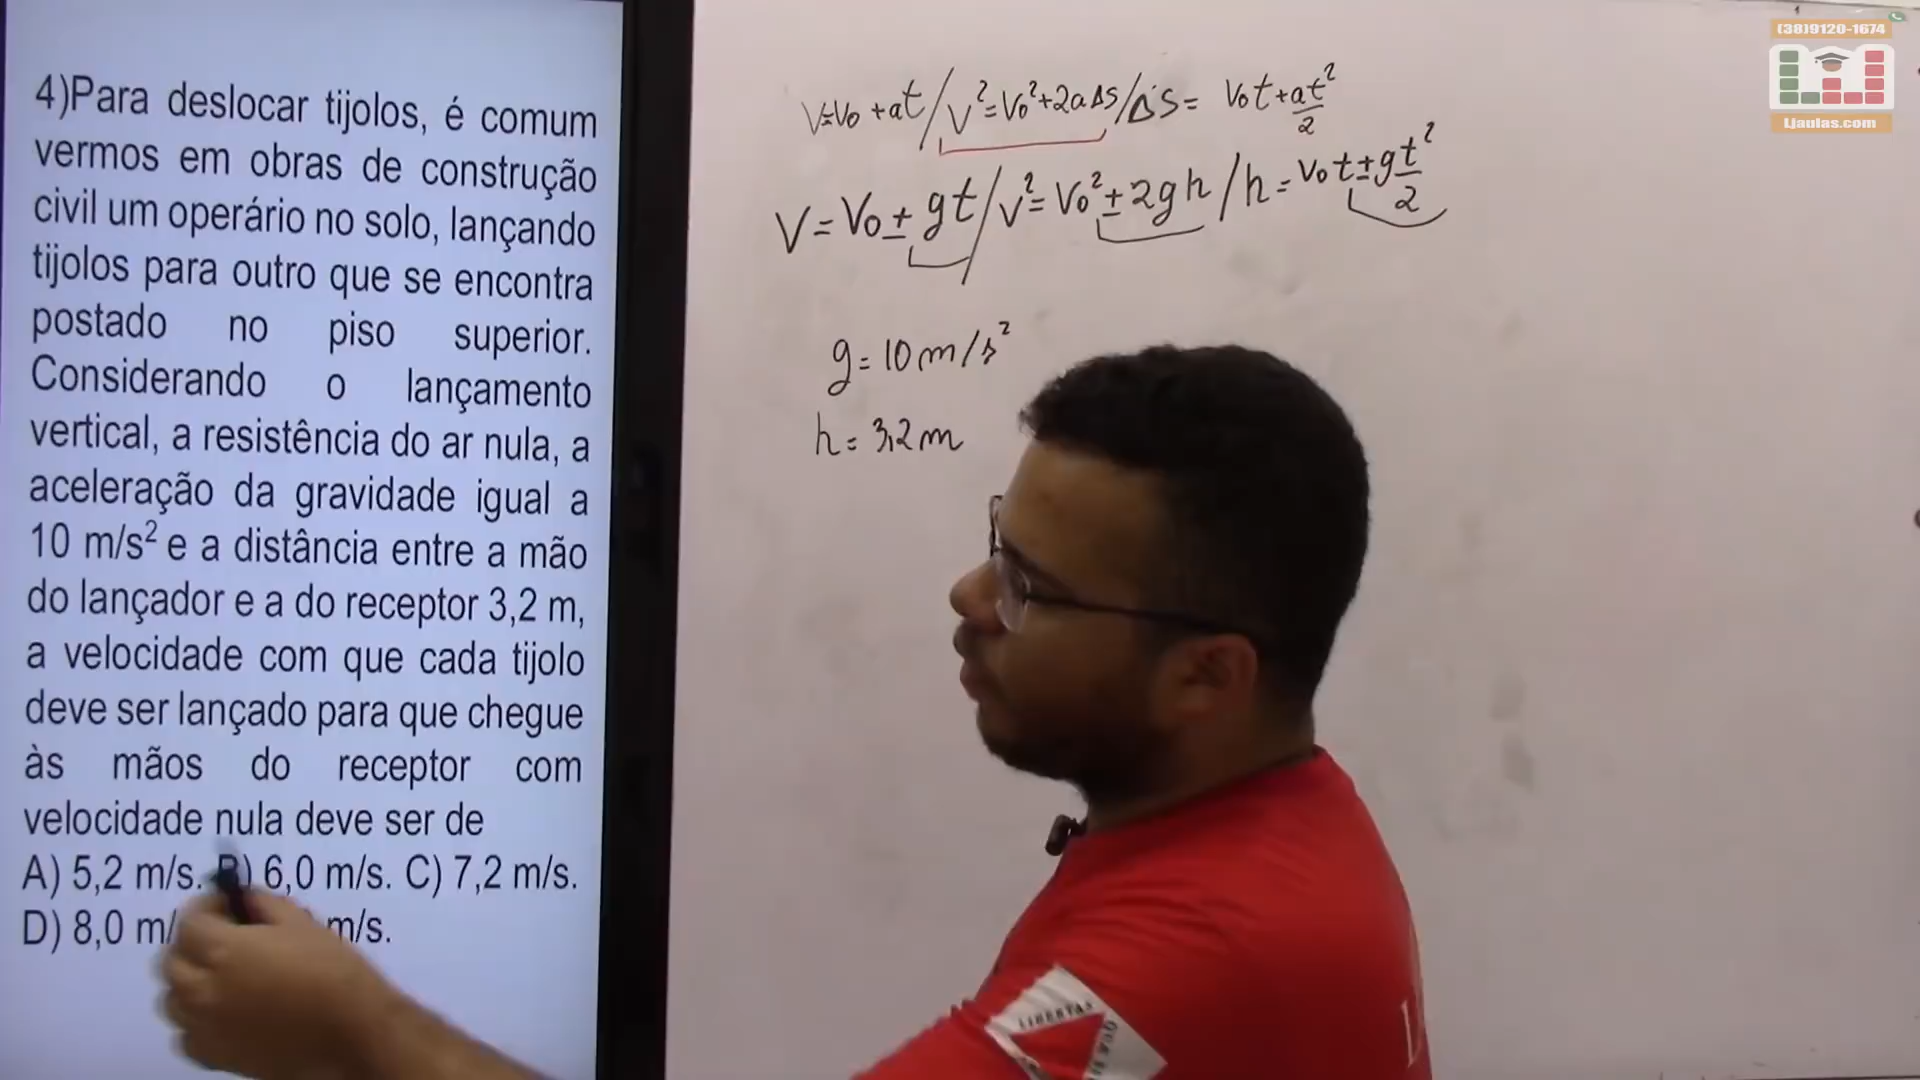 4)Para deslocar tijolos, é comum
vermos em obras de construção
civil um operário no solo, lançando
tijolos para outro que se encontra
postado no piso superior.
Considerando o lançamento
vertical, a resistência do ar nula, a
aceleração da gravidade igual a
10 m/s² e a distância entre a mão
do lançador e a do receptor 3,2 m,
a velocidade com que cada tijolo
deve ser lançado para que chegue
às mãos do receptor com
velocidade nula deve ser de
A) 5,2 m/s. B) 6,0 m/s. C) 7,2 m/s.
D) 8,0 m/ m/s.
V=V₀+at/V²=V₀²+2aΔS/ΔS= V₀t+at²/2
V=V₀±gt/V²=V₀²±2gh/h=V₀t±gt²/2
g=10m/s²
h=3,2m
(38)9120-1674
Ljaulas.com
LIBERTAS